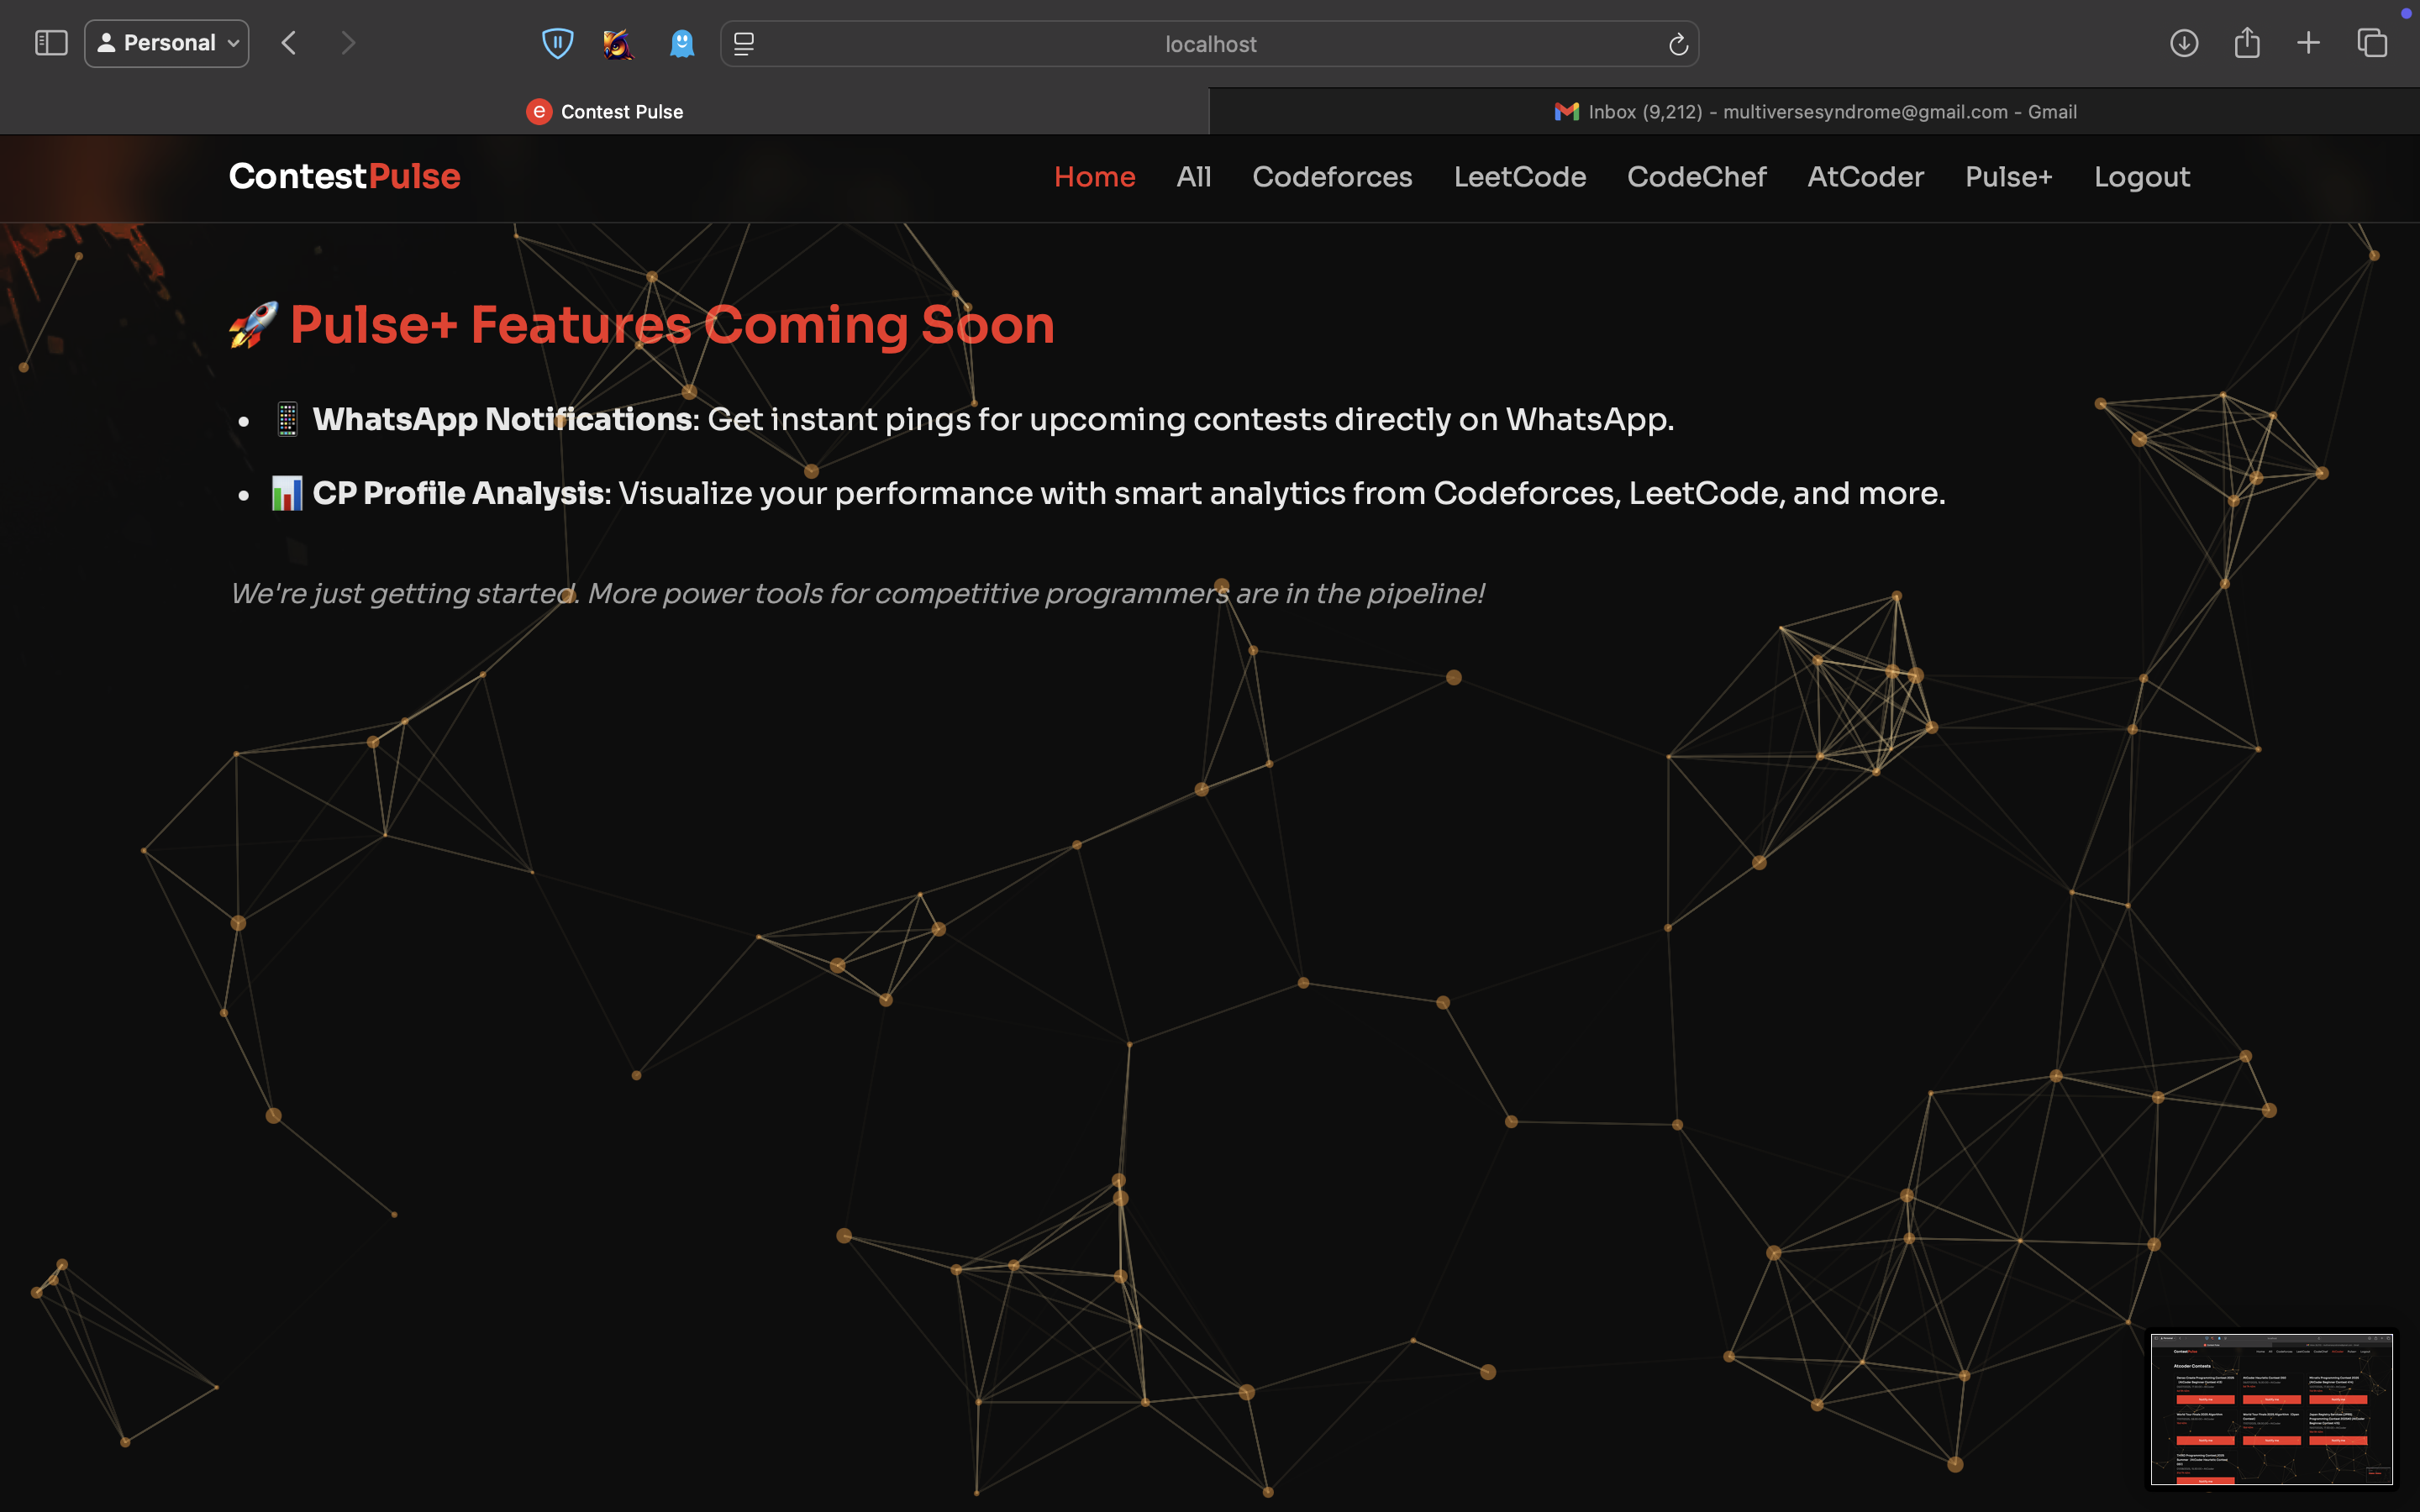 Personal
localhost
e Contest Pulse
Inbox (9,212) - multiversesyndrome@gmail.com - Gmail
ContestPulse
Home All Codeforces LeetCode CodeChef AtCoder Pulse+ Logout
🚀 Pulse+ Features Coming Soon
• 📱 WhatsApp Notifications: Get instant pings for upcoming contests directly on WhatsApp.
• 📊 CP Profile Analysis: Visualize your performance with smart analytics from Codeforces, LeetCode, and more.
We're just getting started. More power tools for competitive programmers are in the pipeline!
ContestPulse
Atcoder Contests